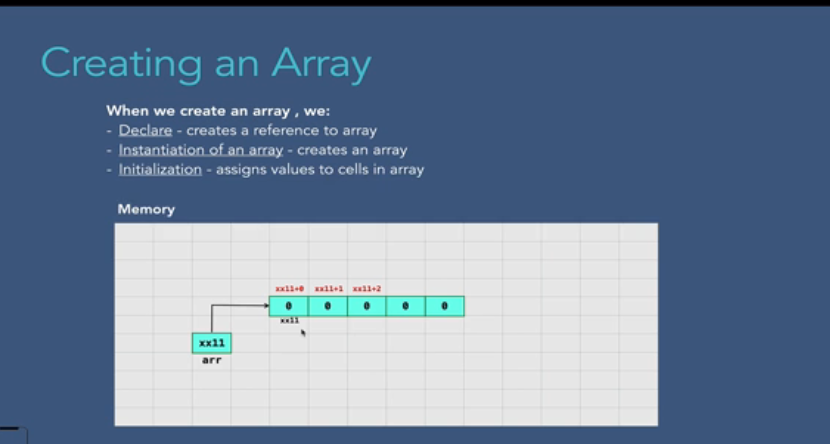 Creating an Array
When we create an array , we:
- Declare - creates a reference to array
- Instantiation of an array - creates an array
- Initialization - assigns values to cells in array
Memory
xx11+0 xx11+1 xx11+2
0 0 0 0 0
xx11
xx11
arr